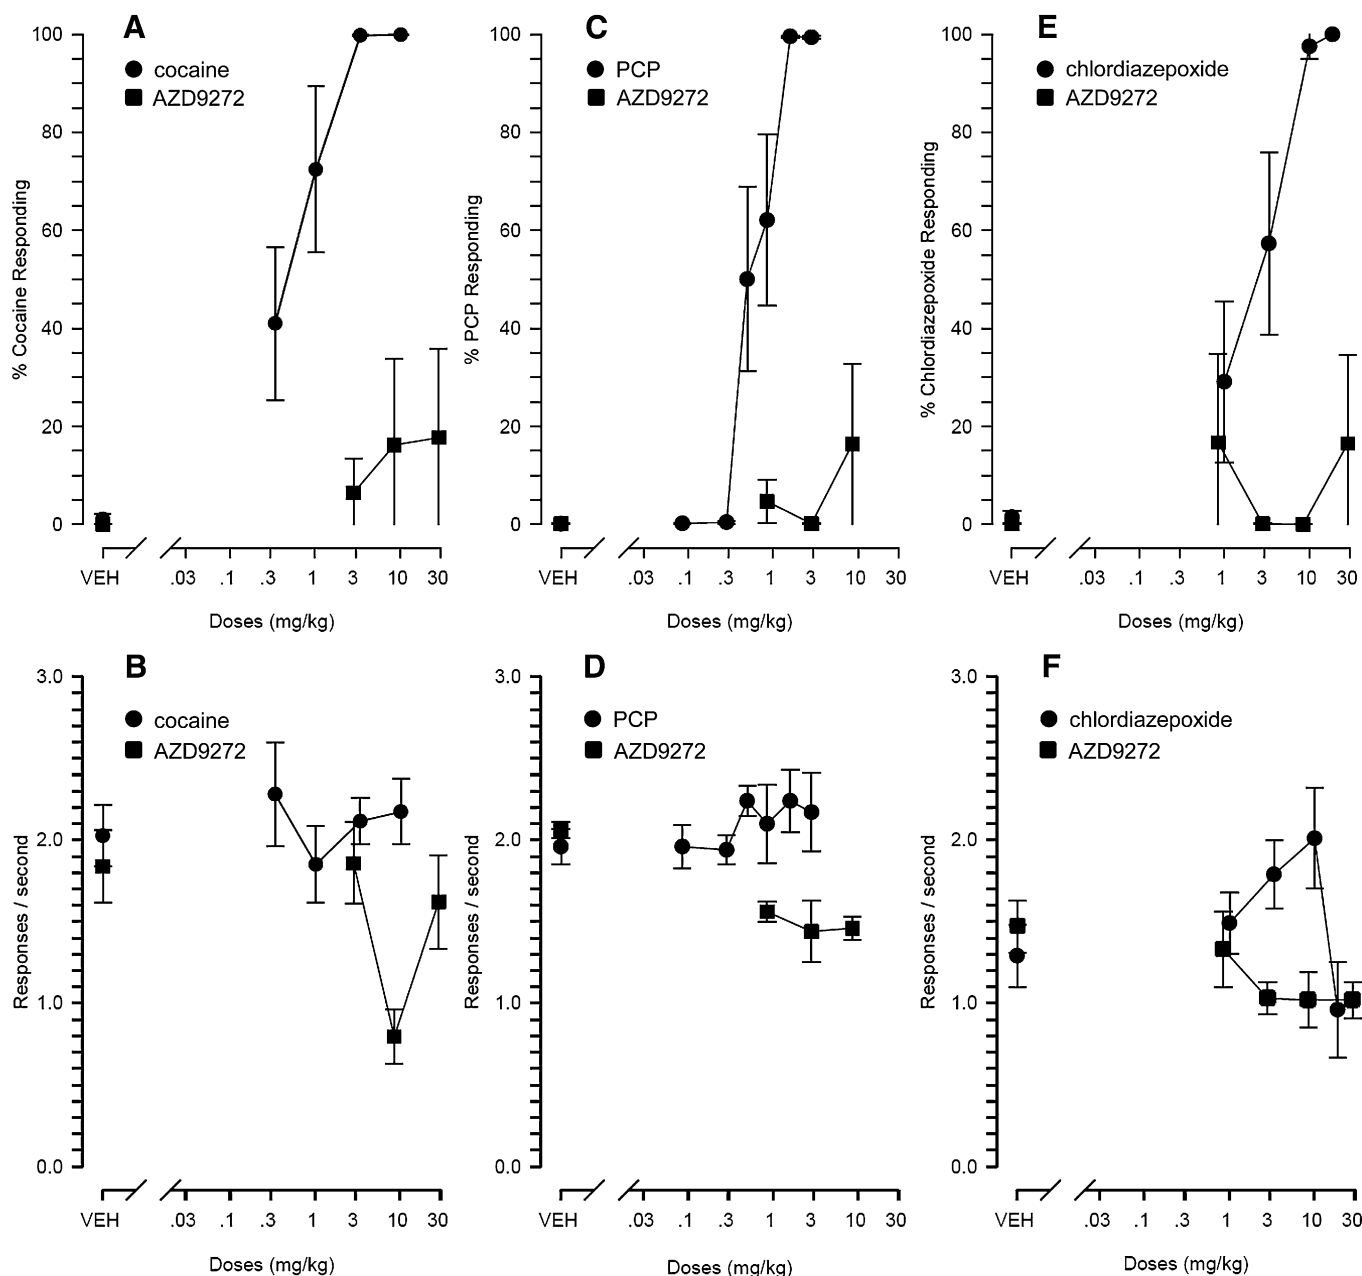 A
cocaine
AZD9272
% Cocaine Responding
100
80
60
40
20
0
VEH .03 .1 .3 1 3 10 30
Doses (mg/kg)
C
PCP
AZD9272
% PCP Responding
100
80
60
40
20
0
VEH .03 .1 .3 1 3 10 30
Doses (mg/kg)
E
chlordiazepoxide
AZD9272
% Chlordiazepoxide Responding
100
80
60
40
20
0
VEH .03 .1 .3 1 3 10 30
Doses (mg/kg)
B
cocaine
AZD9272
Responses / second
3.0
2.0
1.0
0.0
VEH .03 .1 .3 1 3 10 30
Doses (mg/kg)
D
PCP
AZD9272
Responses / second
3.0
2.0
1.0
0.0
VEH .03 .1 .3 1 3 10 30
Doses (mg/kg)
F
chlordiazepoxide
AZD9272
Responses / second
3.0
2.0
1.0
0.0
VEH .03 .1 .3 1 3 10 30
Doses (mg/kg)